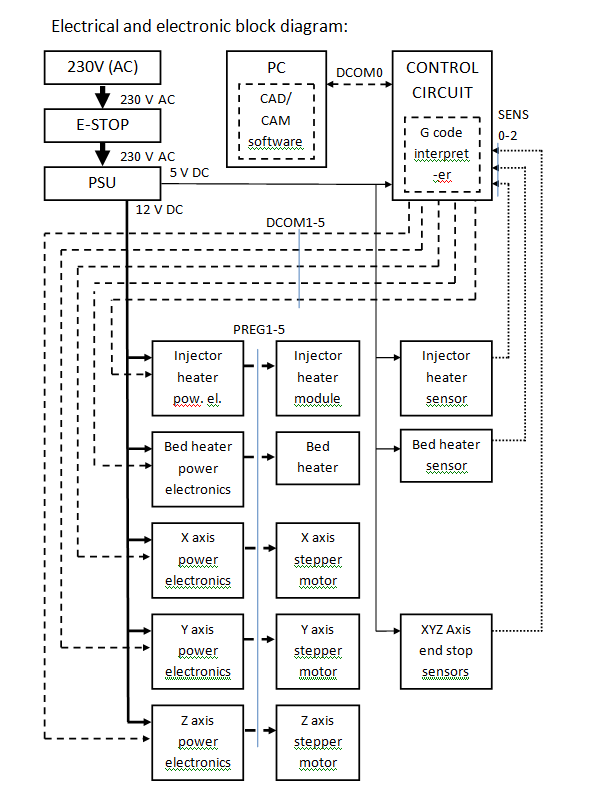 Electrical and electronic block diagram:
230V (AC)
230 V AC
E-STOP
230 V AC
PSU
5 V DC
12 V DC
PC
CAD/
CAM
software
DCOM0
CONTROL
CIRCUIT
G code
interpret
-er
SENS
0-2
DCOM1-5
PREG1-5
Injector
heater
pow. el.
Injector
heater
module
Injector
heater
sensor
Bed heater
power
electronics
Bed
heater
Bed heater
sensor
X axis
power
electronics
X axis
stepper
motor
Y axis
power
electronics
Y axis
stepper
motor
XYZ Axis
end stop
sensors
Z axis
power
electronics
Z axis
stepper
motor